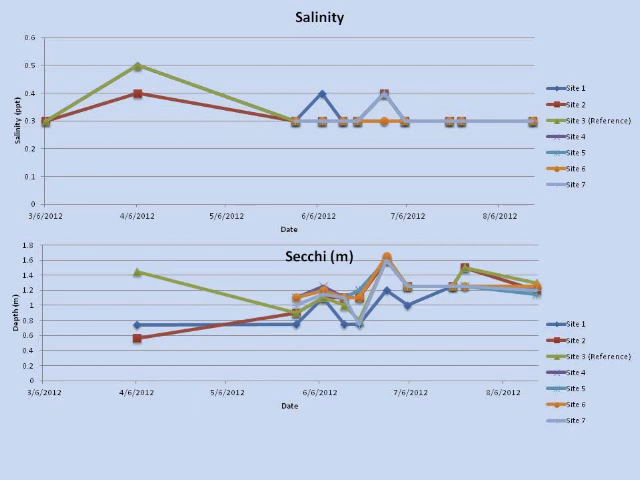 Salinity
0.6
0.5
0.4
0.3
0.2
0.1
0
Salinity (ppt)
3/6/2012 4/6/2012 5/6/2012 6/6/2012 7/6/2012 8/6/2012
Date
Site 1
Site 2
Site 3 (Reference)
Site 4
Site 5
Site 6
Site 7
Secchi (m)
1.8
1.6
1.4
1.2
1
0.8
0.6
0.4
0.2
0
Depth (m)
3/6/2012 4/6/2012 5/6/2012 6/6/2012 7/6/2012 8/6/2012
Date
Site 1
Site 2
Site 3 (Reference)
Site 4
Site 5
Site 6
Site 7